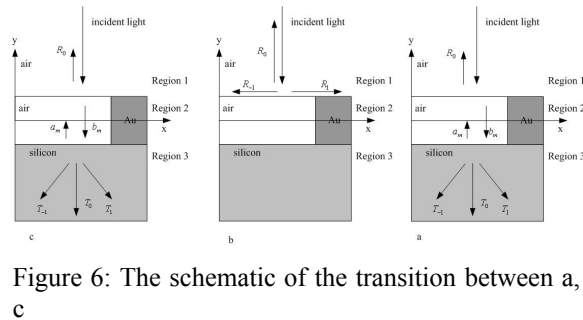 incident light
y
R₀
air
Region 1
air
Region 2
Au
x
aₘ
bₘ
silicon
Region 3
T₋₁
T₀
T₁
c
incident light
y
R₀
air
R₋₁
R₁
Region 1
air
Region 2
Au
x
silicon
Region 3
b
incident light
y
R₀
air
Region 1
air
Region 2
Au
x
aₘ
bₘ
silicon
Region 3
T₋₁
T₀
T₁
a
Figure 6: The schematic of the transition between a,
c